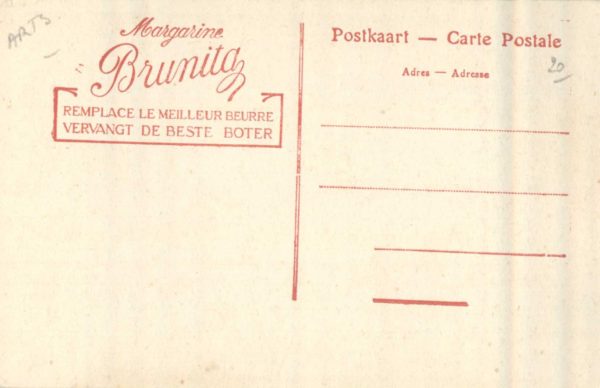 ARTS
Margarine
"Brunita"
REMPLACE LE MEILLEUR BEURRE
VERVANGT DE BESTE BOTER
Postkaart — Carte Postale
Adres — Adresse
20